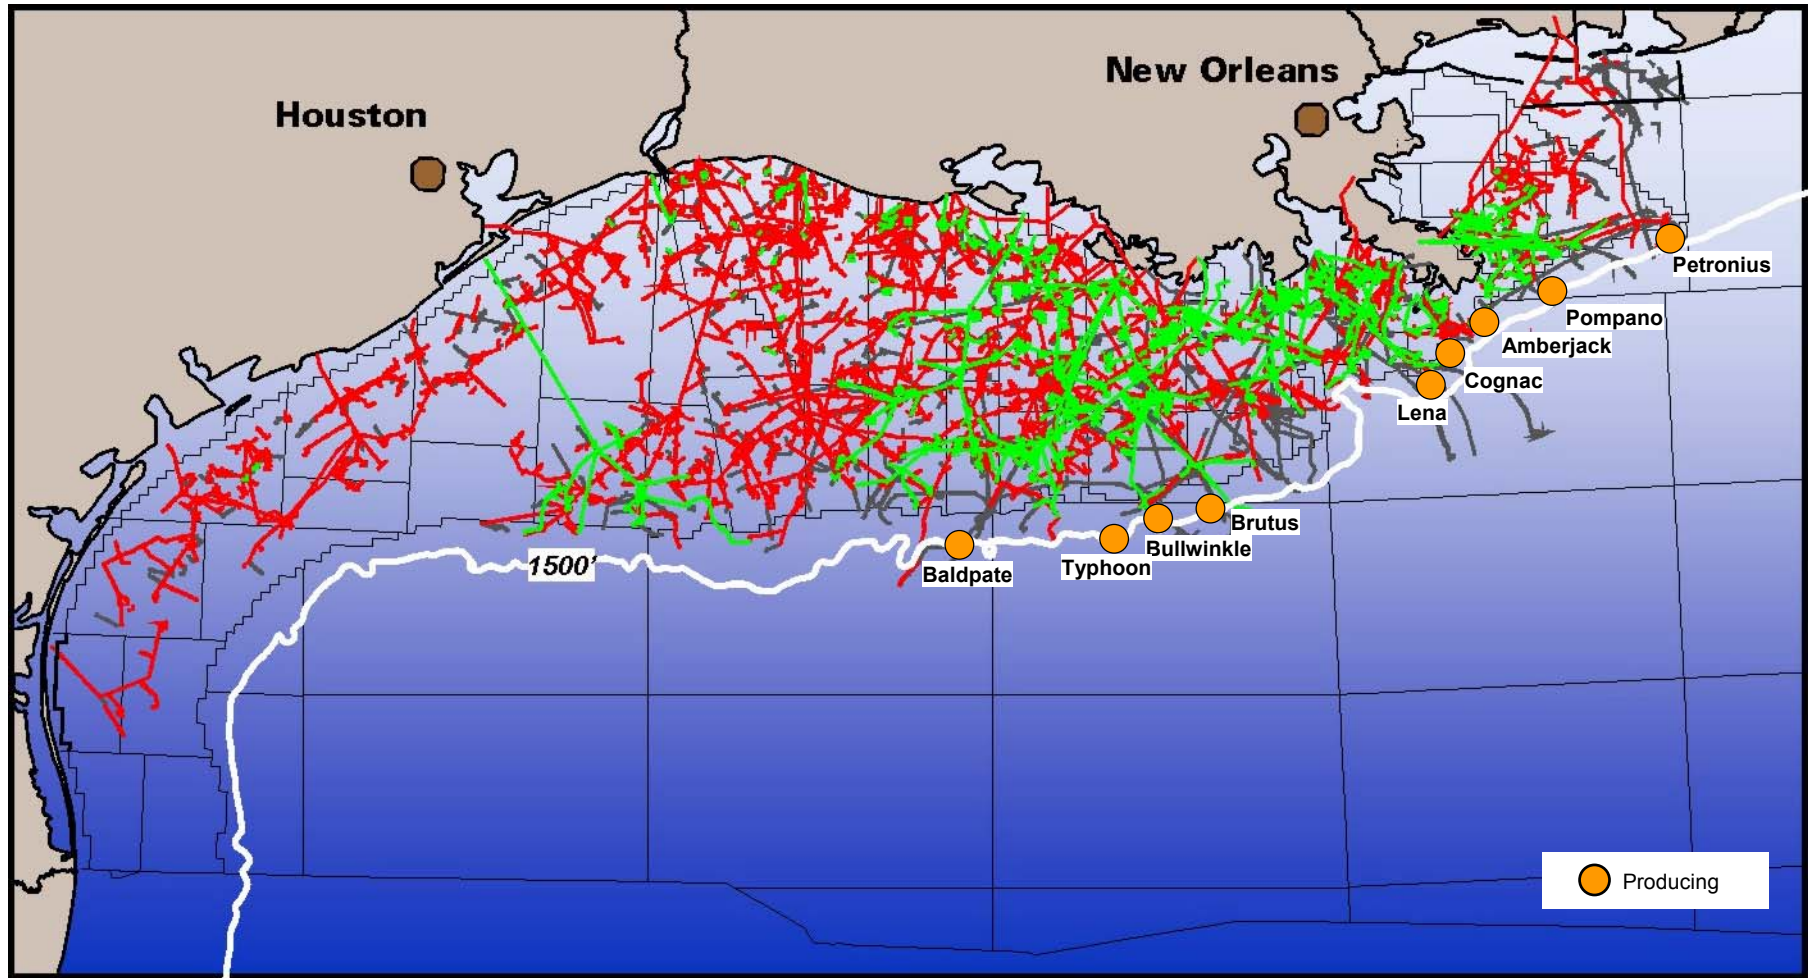 New Orleans
Houston
Petronius
Pompano
Amberjack
Cognac
Lena
Brutus
Bullwinkle
Typhoon
Baldpate
1500'
Producing